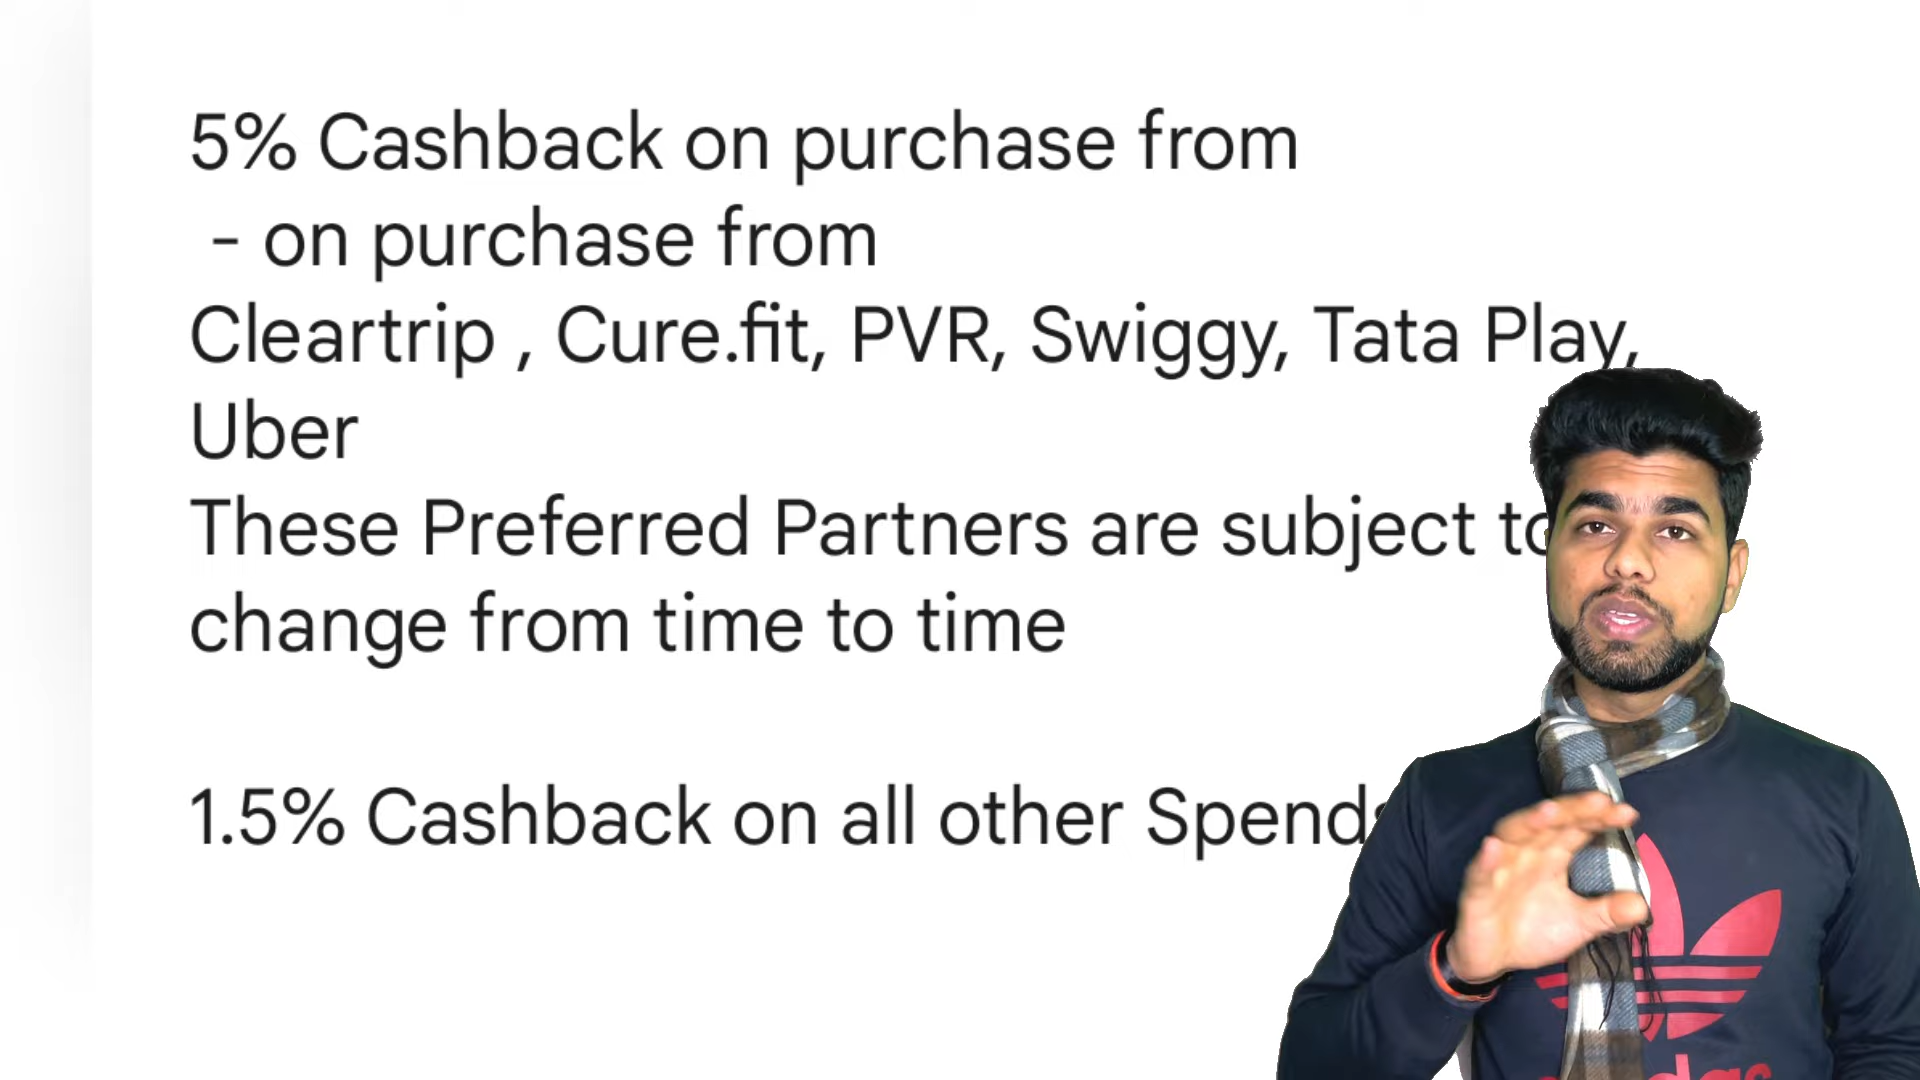 5% Cashback on purchase from
- on purchase from
Cleartrip , Cure.fit, PVR, Swiggy, Tata Play,
Uber
These Preferred Partners are subject to
change from time to time
1.5% Cashback on all other Spends